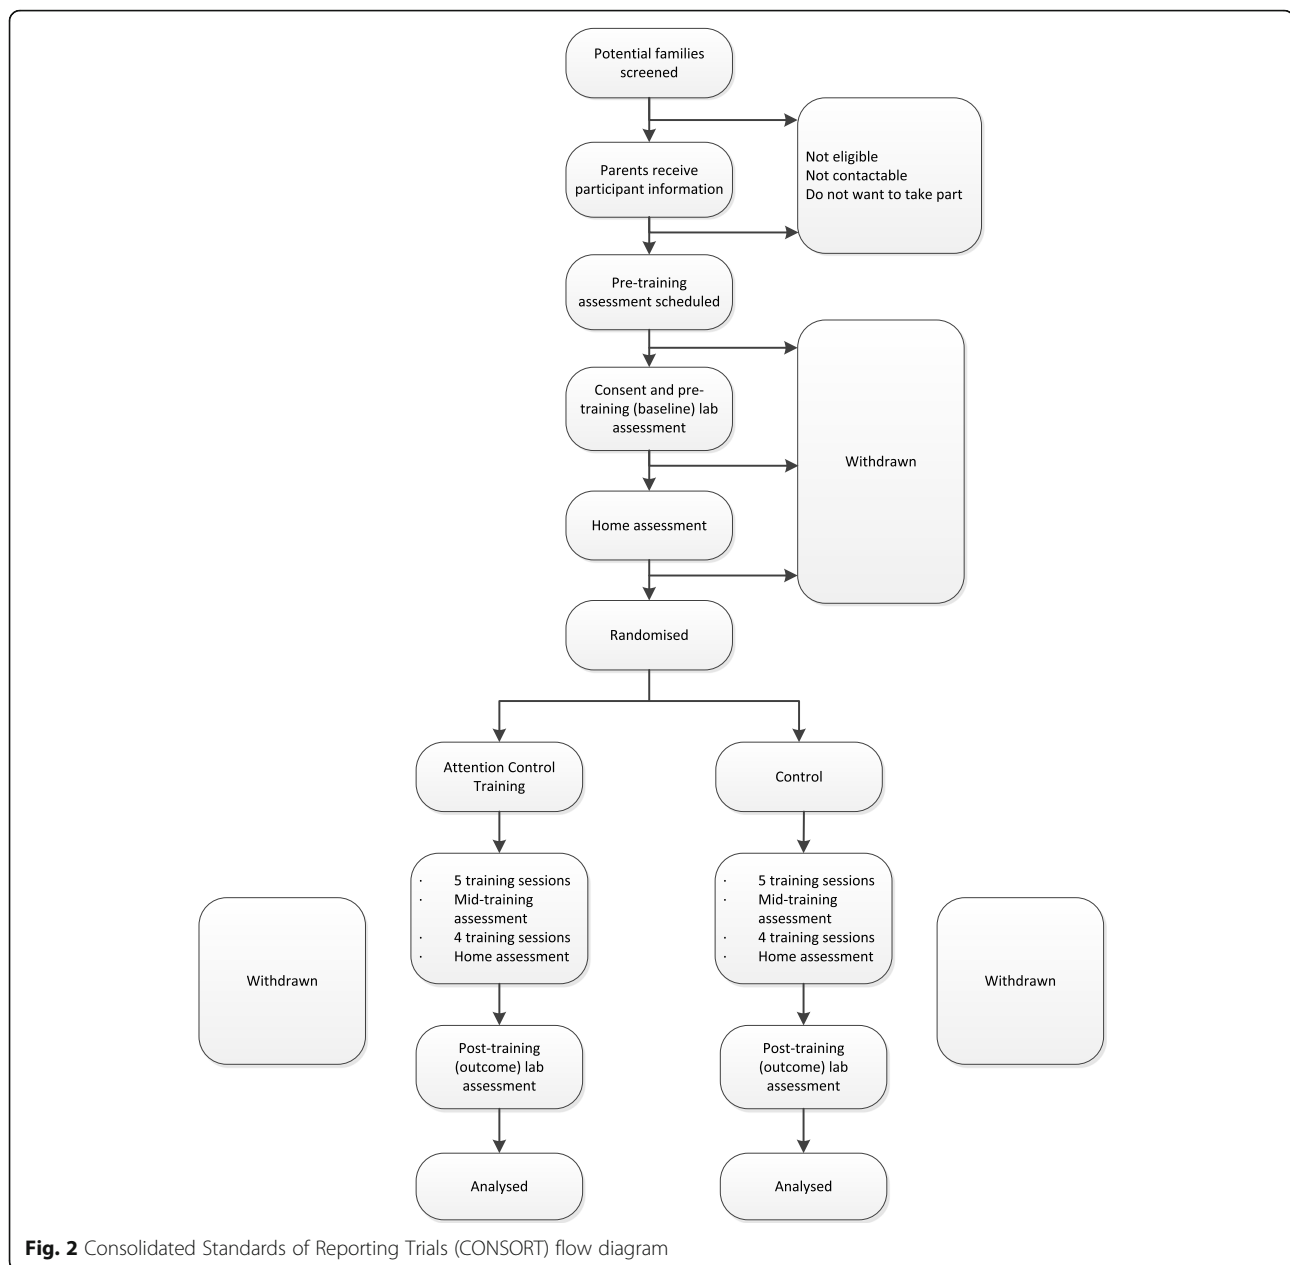 Potential families
screened
Not eligible
Not contactable
Do not want to take part
Parents receive
participant information
Pre-training
assessment scheduled
Consent and pre-
training (baseline) lab
assessment
Withdrawn
Home assessment
Randomised
Attention Control
Training
Control
· 5 training sessions
· Mid-training
assessment
· 4 training sessions
· Home assessment
· 5 training sessions
· Mid-training
assessment
· 4 training sessions
· Home assessment
Withdrawn
Withdrawn
Post-training
(outcome) lab
assessment
Post-training
(outcome) lab
assessment
Analysed
Analysed
Fig. 2 Consolidated Standards of Reporting Trials (CONSORT) flow diagram